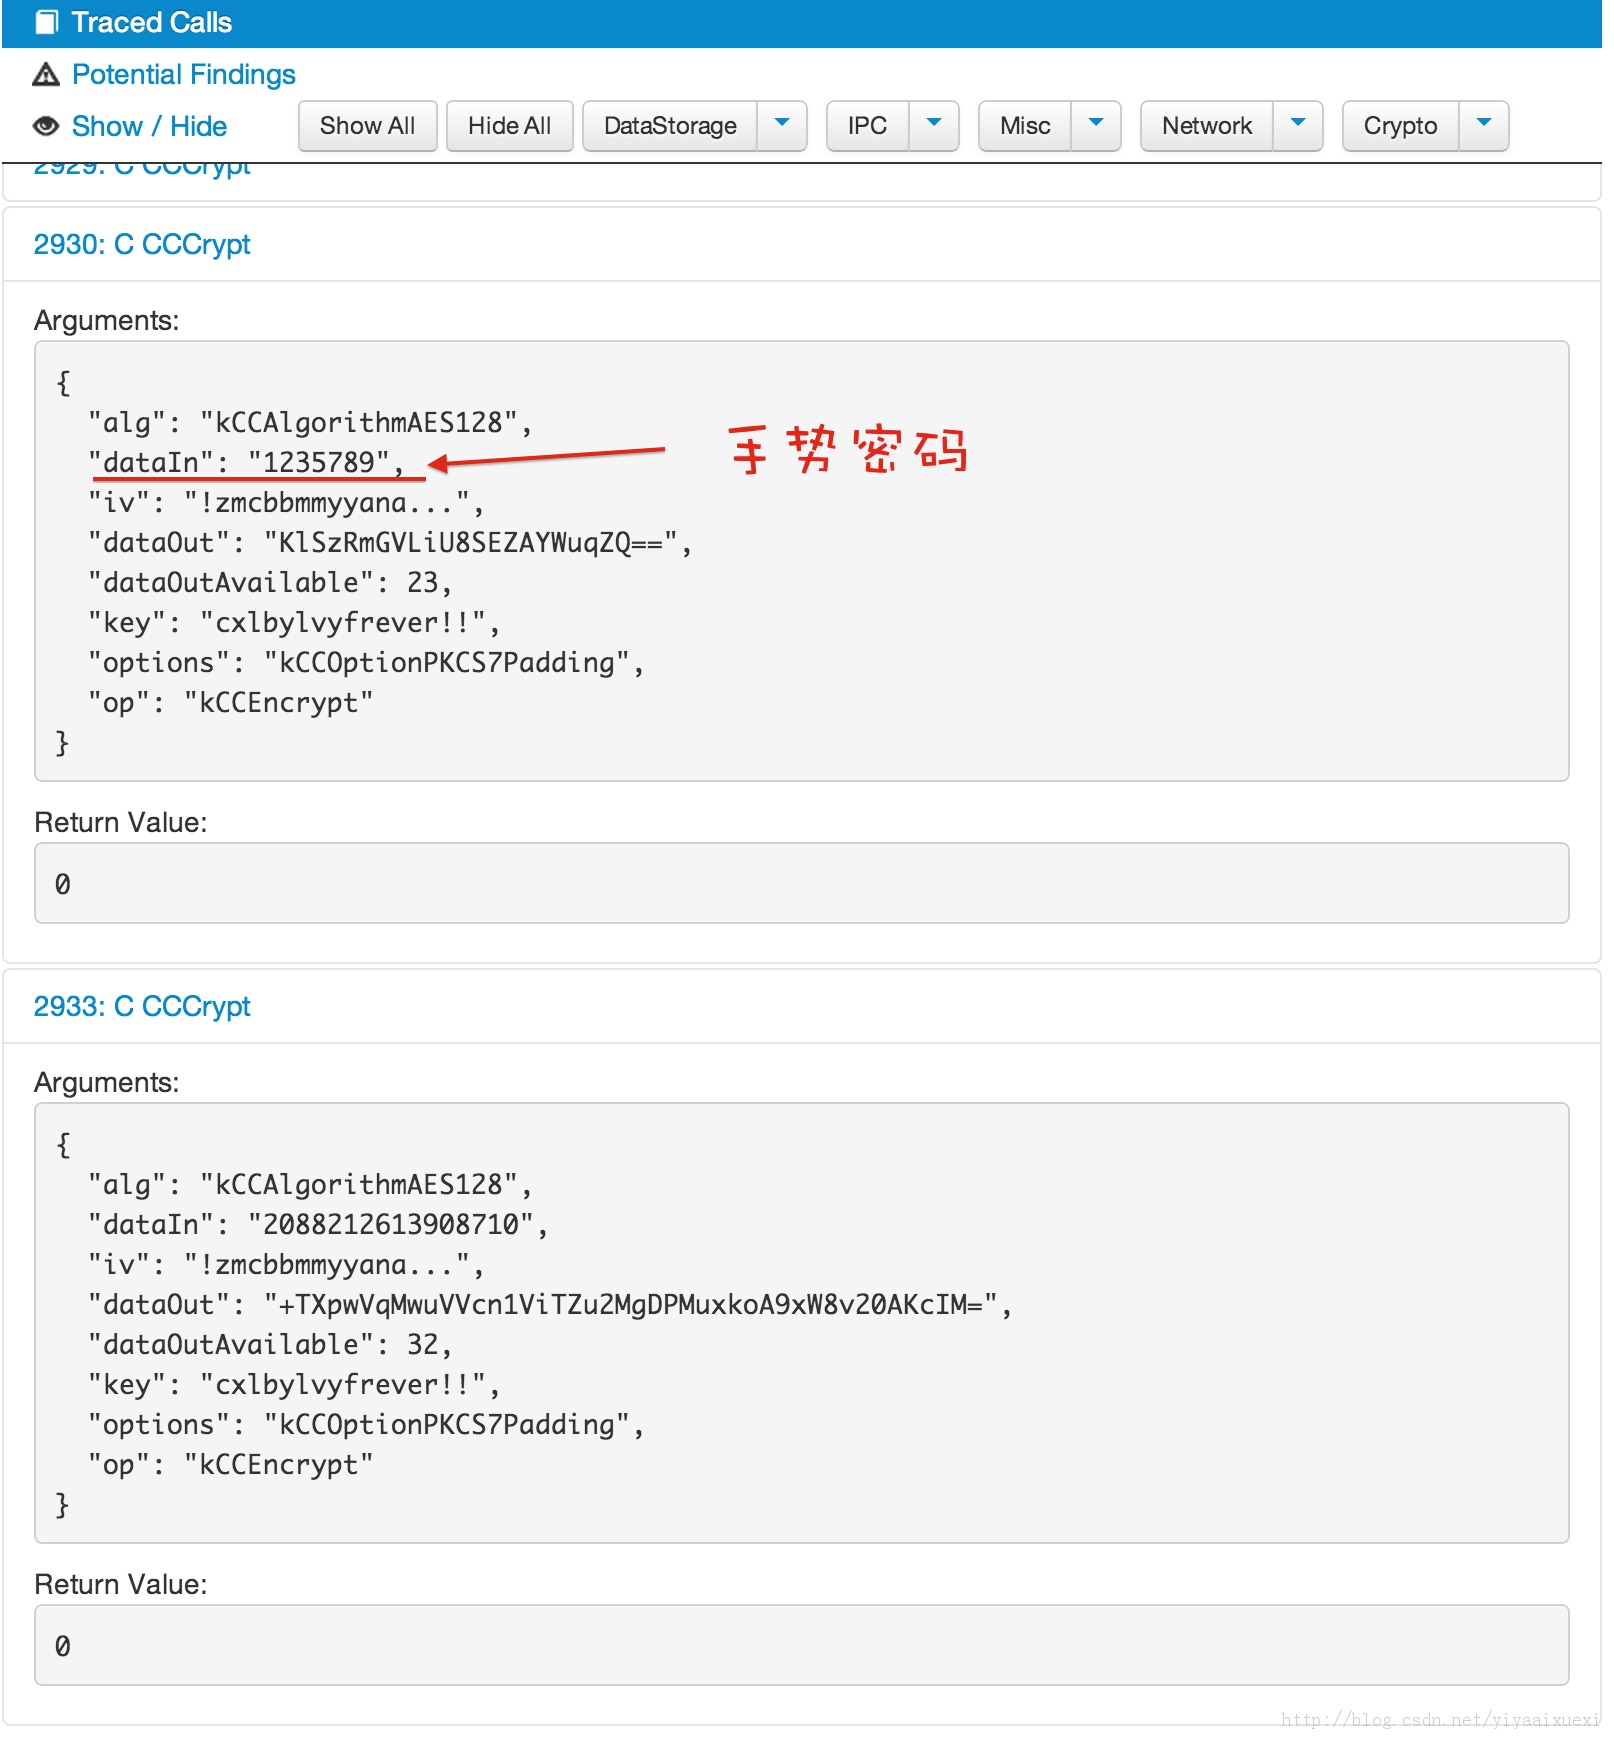 Traced Calls
Potential Findings
Show / Hide Show All Hide All DataStorage IPC Misc Network Crypto
2929: C CCCrypt
2930: C CCCrypt
Arguments:
{
"alg": "kCCAlgorithmAES128",
"dataIn": "1235789", 手势密码
"iv": "!zmcbbmmyyana...",
"dataOut": "KlSzRmGVLiU8SEZAYWuqZQ==",
"dataOutAvailable": 23,
"key": "cxlbylvyfrever!!",
"options": "kCCOptionPKCS7Padding",
"op": "kCCEncrypt"
}
Return Value:
0
2933: C CCCrypt
Arguments:
{
"alg": "kCCAlgorithmAES128",
"dataIn": "2088212613908710",
"iv": "!zmcbbmmyyana...",
"dataOut": "+TXpwVqMwuVVcn1ViTZu2MgDPMuxkoA9xW8v20AKcIM=",
"dataOutAvailable": 32,
"key": "cxlbylvyfrever!!",
"options": "kCCOptionPKCS7Padding",
"op": "kCCEncrypt"
}
Return Value:
0
http://blog.csdn.net/yiyaaixuexi